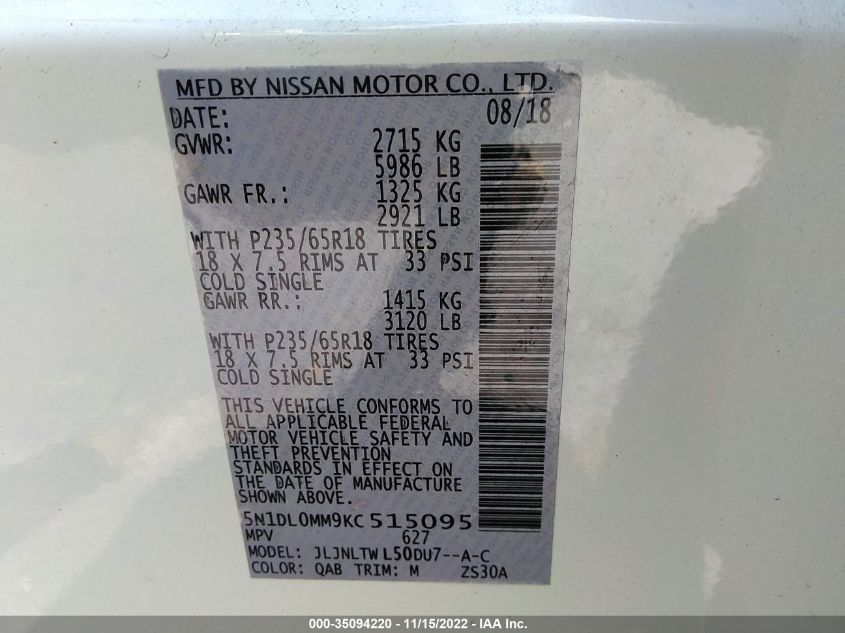 MFD BY NISSAN MOTOR CO., LTD.
DATE: 08/18
GVWR: 2715 KG
5986 LB
GAWR FR.: 1325 KG
2921 LB
WITH P235/65R18 TIRES
18 X 7.5 RIMS AT 33 PSI
COLD SINGLE
GAWR RR.: 1415 KG
3120 LB
WITH P235/65R18 TIRES
18 X 7.5 RIMS AT 33 PSI
COLD SINGLE
THIS VEHICLE CONFORMS TO
ALL APPLICABLE FEDERAL
MOTOR VEHICLE SAFETY AND
THEFT PREVENTION
STANDARDS IN EFFECT ON
THE DATE OF MANUFACTURE
SHOWN ABOVE.
5N1DL0MM9KC515095
MPV 627
MODEL: JLJNLTWL50DU7--A-C
COLOR: QAB TRIM: M ZS30A
000-35094220 - 11/15/2022 - IAA Inc.